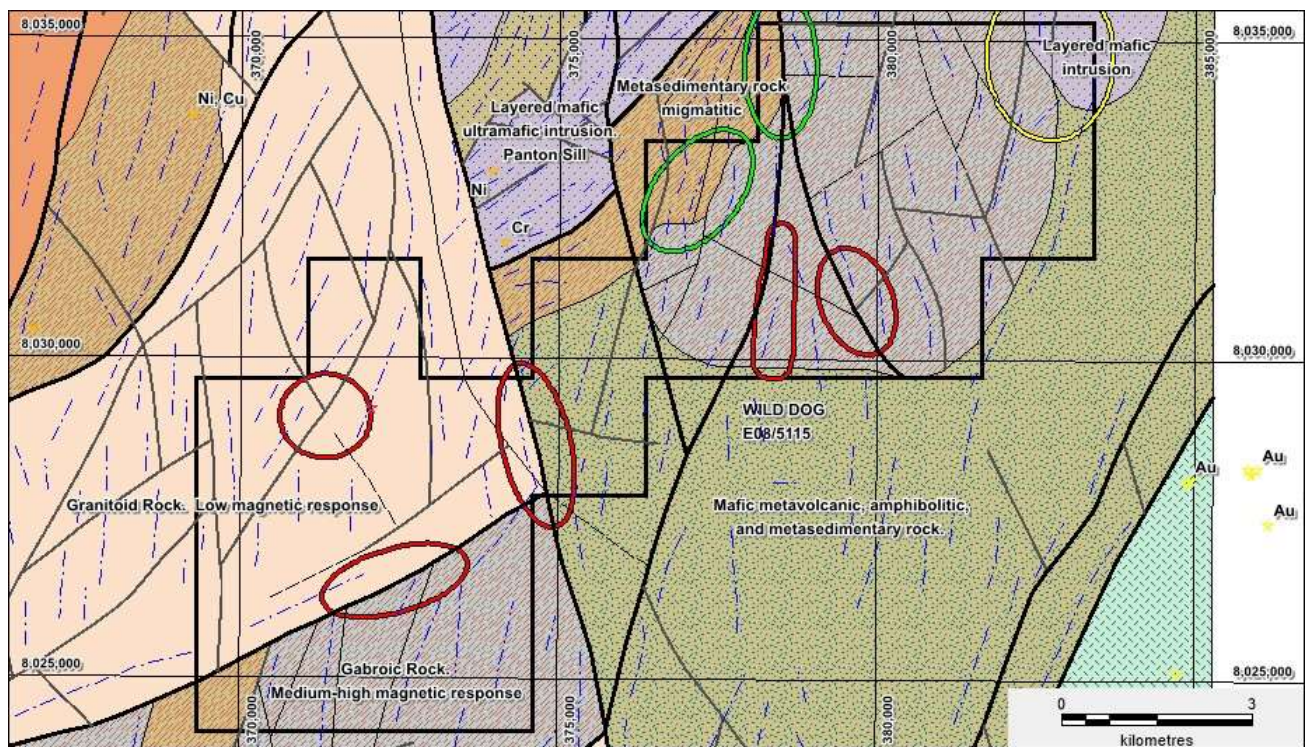 8,035,000
370,000
375,000
380,000
385,000
8,035,000
Layered mafic
intrusion
Ni, Cu
Metasedimentary rock
migmatitic
Layered mafic
ultramafic intrusion.
Panton Sill
Ni
Cr
8,030,000
8,030,000
WILD DOG
E08/5115
Au
Au
Au
Granitoid Rock. Low magnetic response
Mafic metavolcanic, amphibolitic,
and metasedimentary rock.
8,025,000
8,025,000
Gabroic Rock.
Medium-high magnetic response
370,000
375,000
380,000
0 3
kilometres